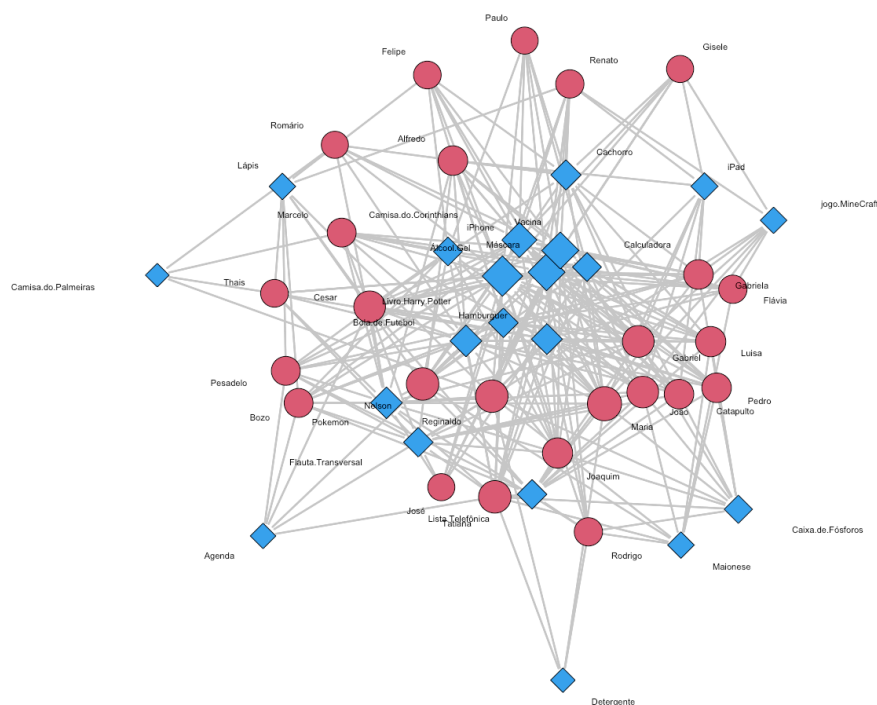 Paulo
Gisele
Felipe
Renato
Romário
Alfredo
Cachorro
Lápis
iPad
jogo.MineCraft
Marcelo
Camisa.do.Corinthians
Vacina
iPhone
Álcool.Gel
Máscara
Calculadora
Camisa.do.Palmeiras
Thais
Gabriela
Cesar
Livro.Harry.Potter
Flávia
Hamburguer
Bola.de.Futebol
Luisa
Gabriel
Pesadelo
Pedro
Nelson
Catapulto
João
Bozo
Pokemon
Reginaldo
Maria
Flauta.Transversal
Joaquim
José
Lista.Telefônica
Tatiana
Caixa.de.Fósforos
Agenda
Rodrigo
Maionese
Detergente